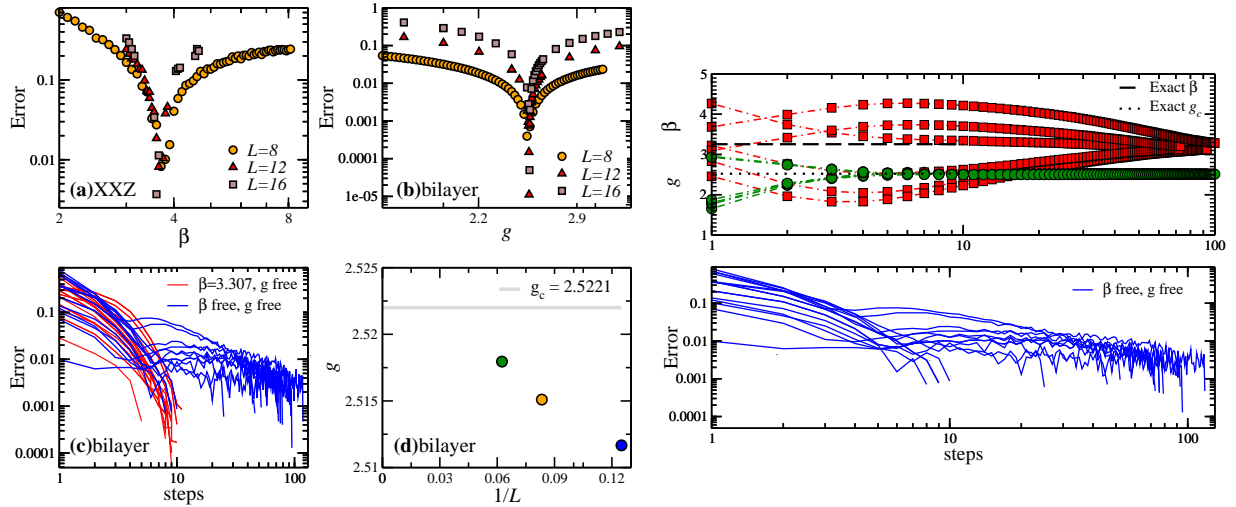 Error
0.1
0.01
L=8
L=12
L=16
(a)XXZ
2
4
8
β
Error
1
0.1
0.01
0.001
0.0001
1e-05
L=8
L=12
L=16
(b)bilayer
2.2
2.9
g
Error
0.1
0.01
0.001
0.0001
β=3.307, g free
β free, g free
(c)bilayer
1
10
100
steps
g
2.525
2.52
2.515
2.51
g_c = 2.5221
(d)bilayer
0
0.03
0.06
0.09
0.12
1/L
β
g
5
4
3
2
1
Exact β
Exact g_c
1
10
100
Error
0.1
0.01
0.001
0.0001
β free, g free
1
10
100
steps